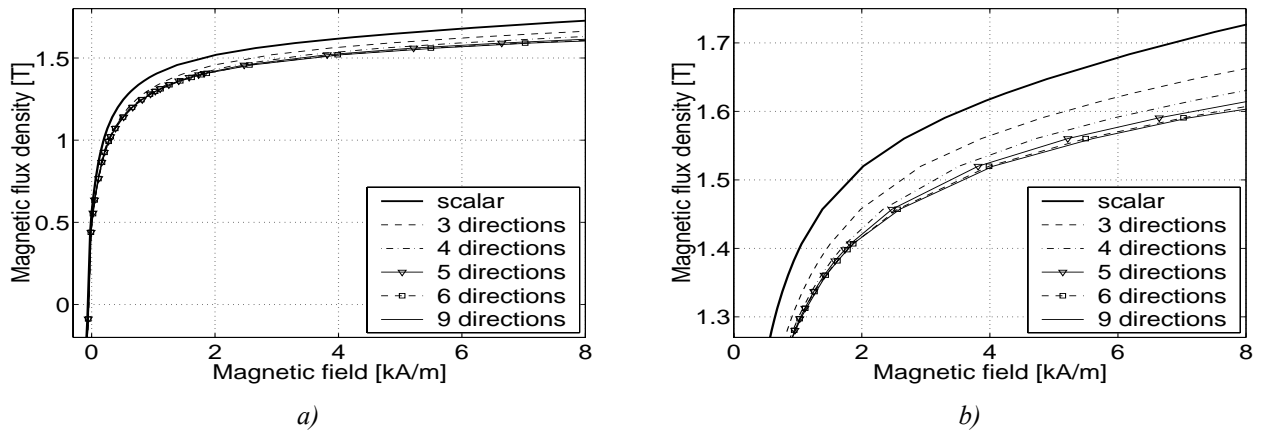 Magnetic flux density [T]
1.5
1
0.5
0
scalar
3 directions
4 directions
5 directions
6 directions
9 directions
0 2 4 6 8
Magnetic field [kA/m]
a)
Magnetic flux density [T]
1.7
1.6
1.5
1.4
1.3
scalar
3 directions
4 directions
5 directions
6 directions
9 directions
0 2 4 6 8
Magnetic field [kA/m]
b)